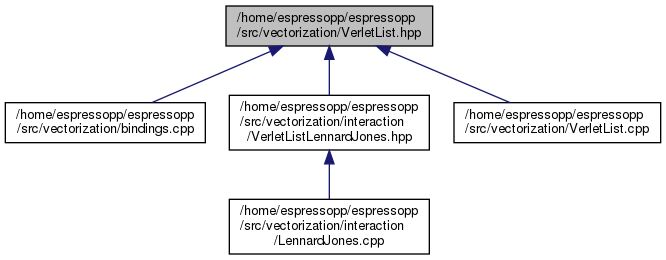 /home/espressopp/espressopp
/src/vectorization/VerletList.hpp
/home/espressopp/espressopp
/src/vectorization/bindings.cpp
/home/espressopp/espressopp
/src/vectorization/interaction
/VerletListLennardJones.hpp
/home/espressopp/espressopp
/src/vectorization/VerletList.cpp
/home/espressopp/espressopp
/src/vectorization/interaction
/LennardJones.cpp